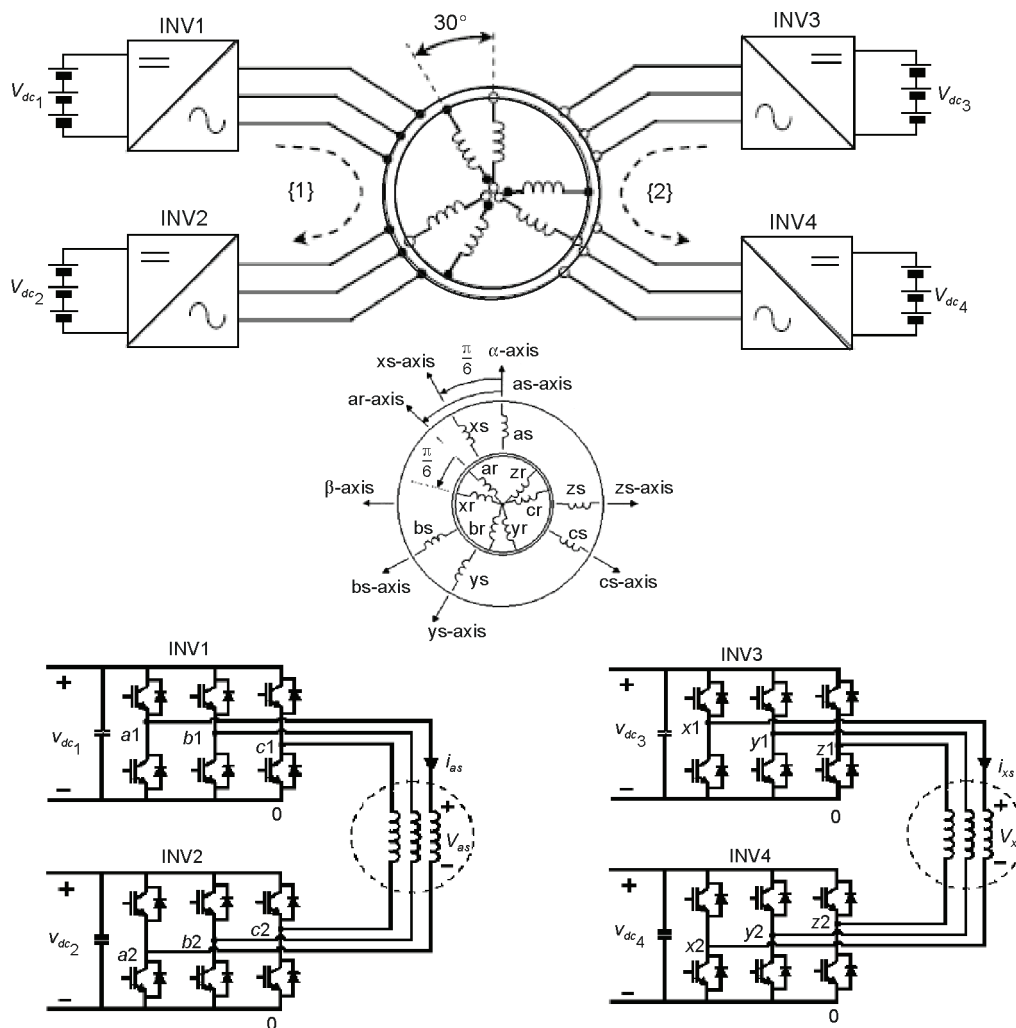 INV1
30°
INV3
V_dc1
V_dc3
{1}
{2}
INV2
INV4
V_dc2
V_dc4
xs-axis
π/6
α-axis
as-axis
ar-axis
xs
as
π/6
ar
zr
β-axis
xr
cr
zs
zs-axis
bs
br
yr
cs
bs-axis
ys
cs-axis
ys-axis
INV1
INV3
+
+
v_dc1
a1
b1
c1
v_dc3
x1
y1
z1
i_as
i_xs
−
−
0
0
+
+
V_as
V_x
INV2
INV4
−
−
+
+
v_dc2
a2
b2
c2
v_dc4
x2
y2
z2
−
−
0
0